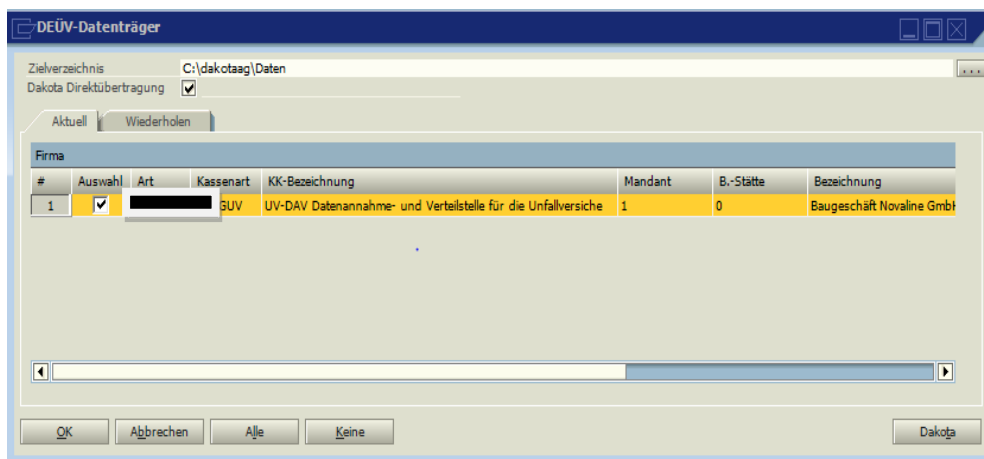 DEÜV-Datenträger
Zielverzeichnis C:\dakotaag\Daten ...
Dakota Direktübertragung
Aktuell Wiederholen
Firma
# Auswahl Art Kassenart KK-Bezeichnung Mandant B.-Stätte Bezeichnung
1 GUV UV-DAV Datenannahme- und Verteilstelle für die Unfallversiche 1 0 Baugeschäft Novaline GmbH
OK Abbrechen Alle Keine Dakota